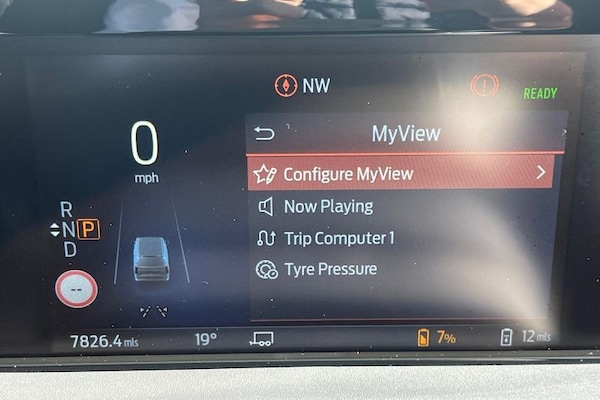 NW
READY
0
mph
MyView
Configure MyView
Now Playing
Trip Computer 1
Tyre Pressure
R
N P
D
--
7826.4 mls 19° 7% 12 mls